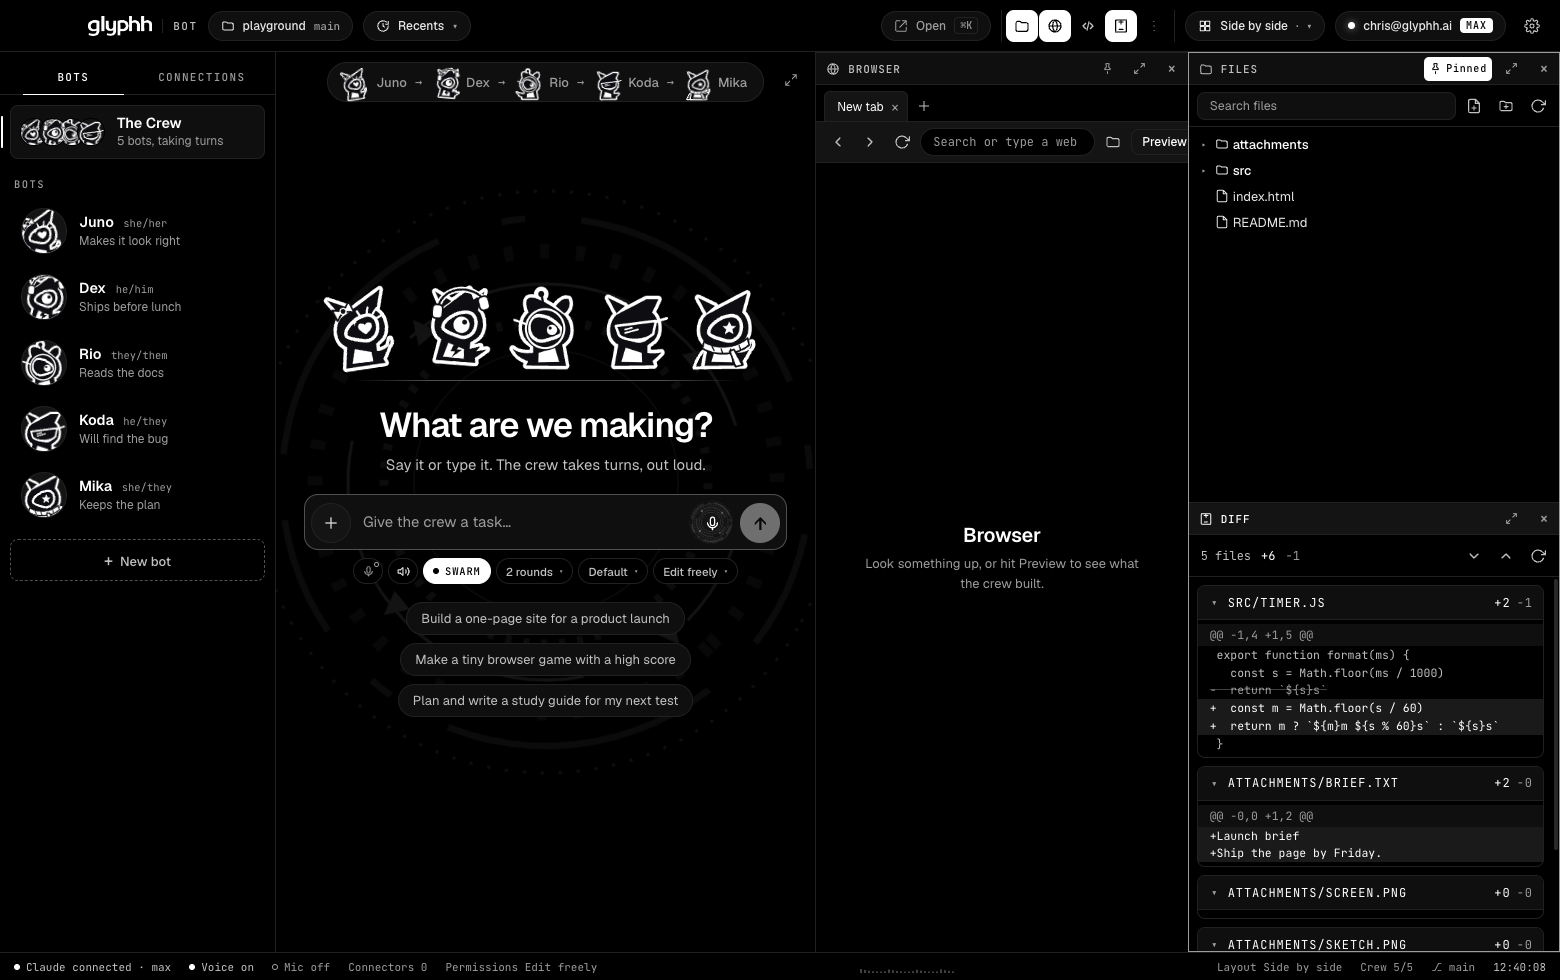 glyphh BOT playground main Recents Open ⌘K Side by side chris@glyphh.ai MAX
BOTS CONNECTIONS
The Crew
5 bots, taking turns
BOTS
Juno she/her
Makes it look right
Dex he/him
Ships before lunch
Rio they/them
Reads the docs
Koda he/they
Will find the bug
Mika she/they
Keeps the plan
+ New bot
Juno → Dex → Rio → Koda → Mika
What are we making?
Say it or type it. The crew takes turns, out loud.
Give the crew a task...
SWARM 2 rounds Default Edit freely
Build a one-page site for a product launch
Make a tiny browser game with a high score
Plan and write a study guide for my next test
BROWSER
New tab × +
Search or type a web Preview
Browser
Look something up, or hit Preview to see what
the crew built.
FILES Pinned
Search files
attachments
src
index.html
README.md
DIFF
5 files +6 -1
SRC/TIMER.JS +2 -1
@@ -1,4 +1,5 @@
export function format(ms) {
const s = Math.floor(ms / 1000)
- return `${s}s`
+ const m = Math.floor(s / 60)
+ return m ? `${m}m ${s % 60}s` : `${s}s`
}
ATTACHMENTS/BRIEF.TXT +2 -0
@@ -0,0 +1,2 @@
+Launch brief
+Ship the page by Friday.
ATTACHMENTS/SCREEN.PNG +0 -0
ATTACHMENTS/SKETCH.PNG +0 -0
Claude connected · max Voice on Mic off Connectors 0 Permissions Edit freely Layout Side by side Crew 5/5 main 12:40:08